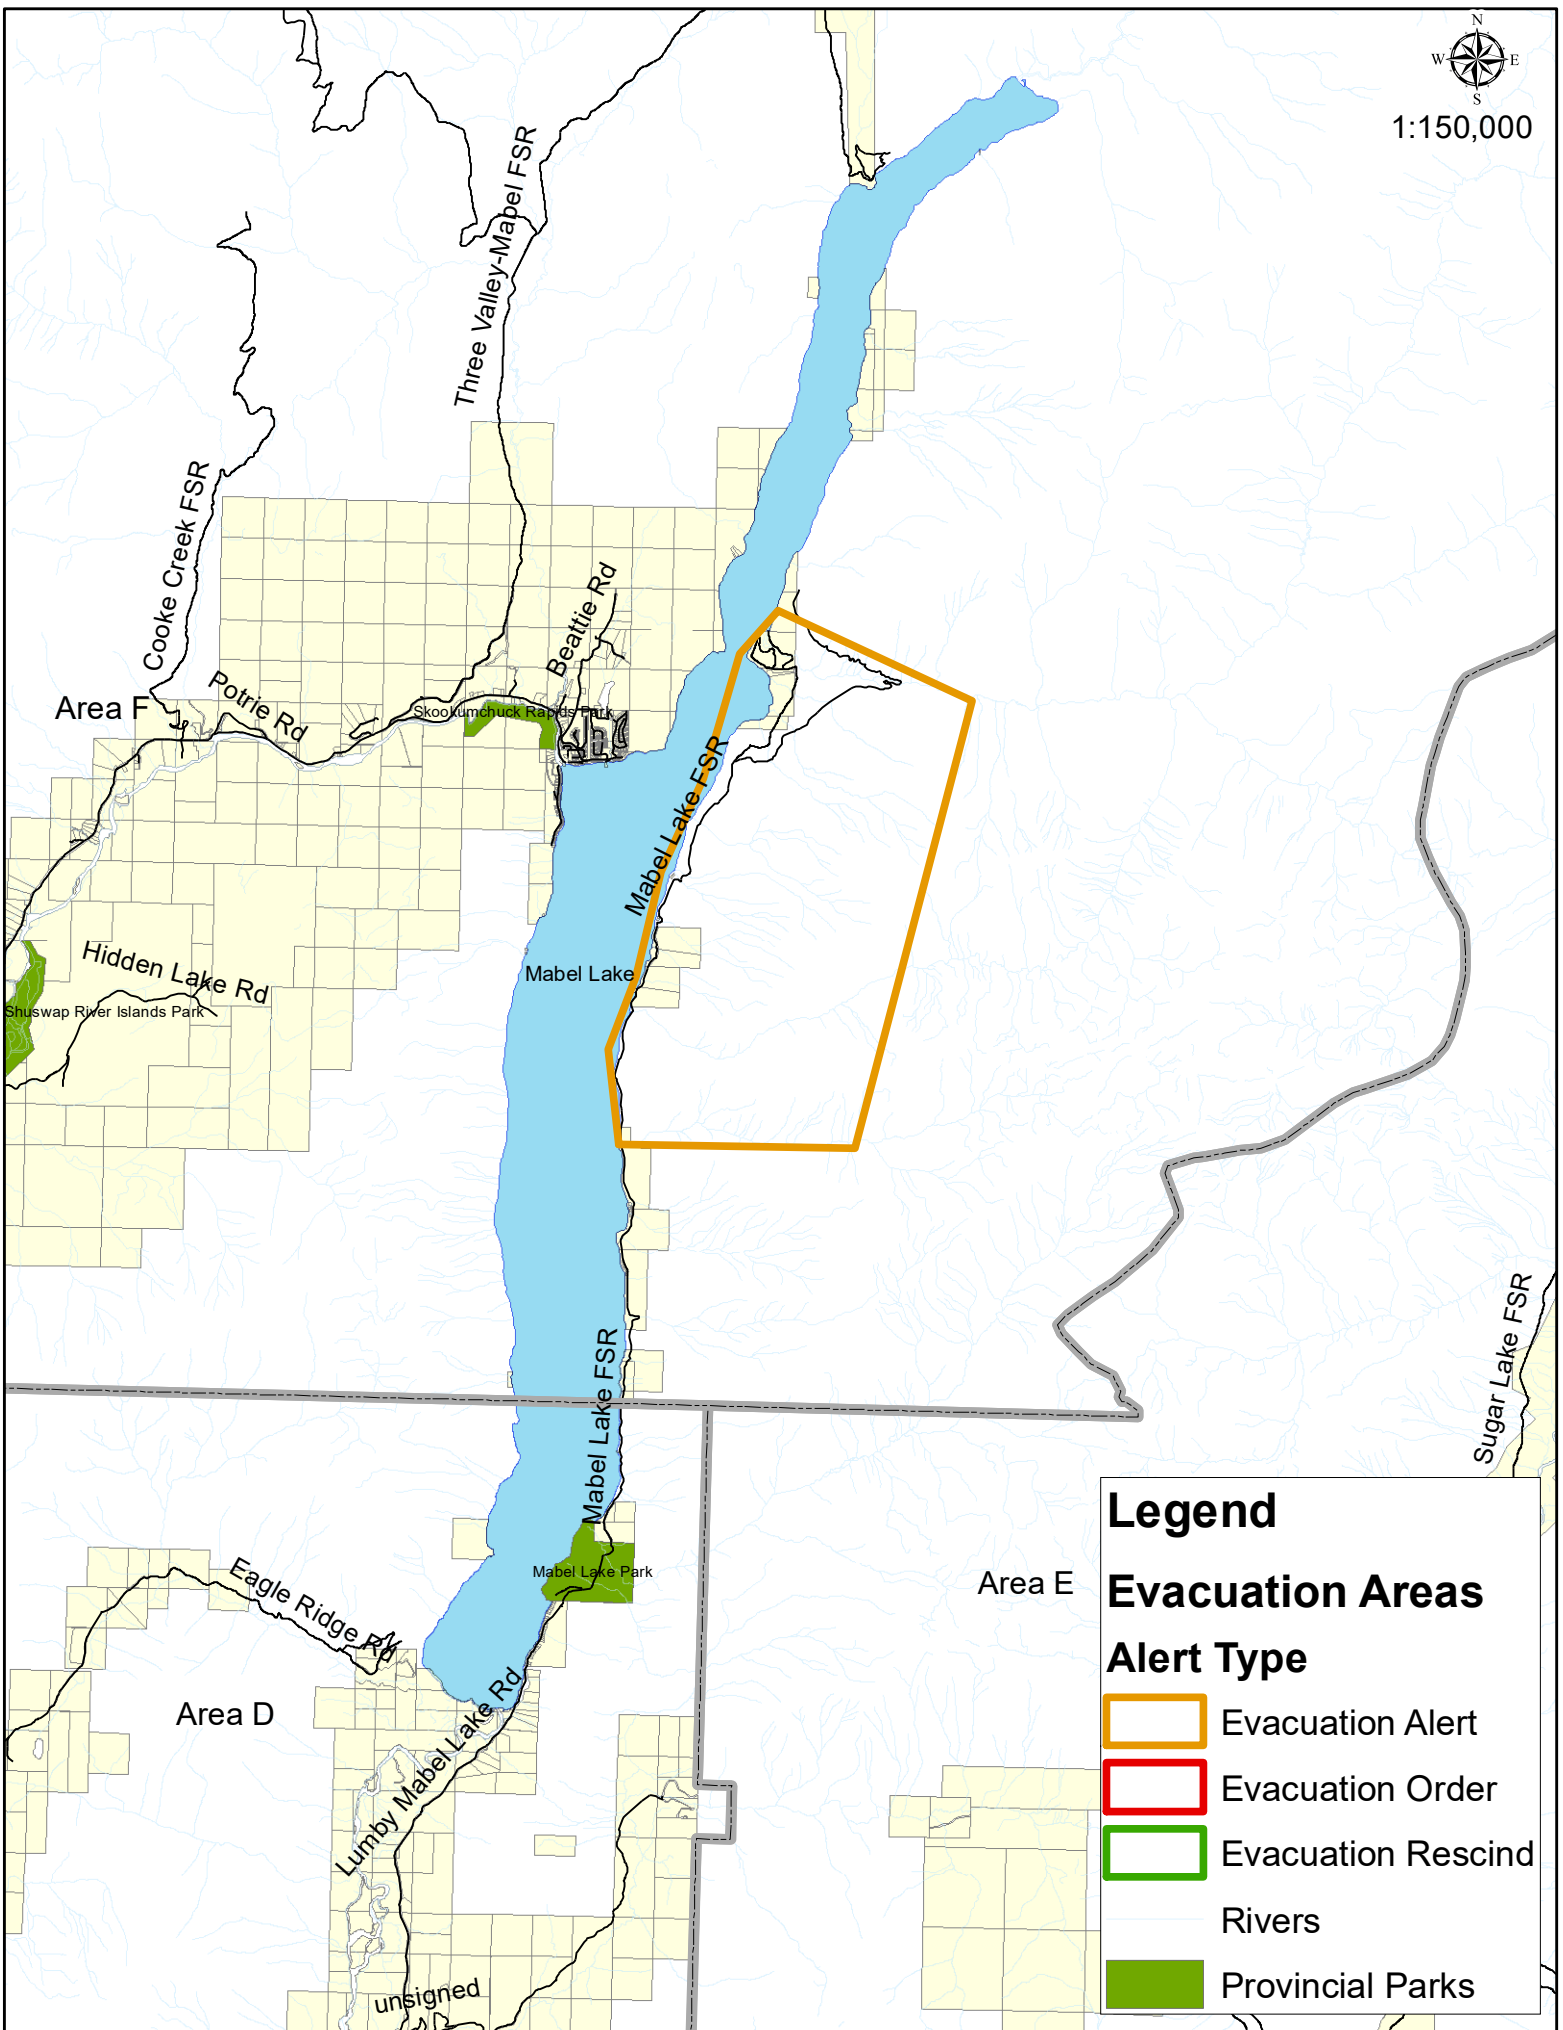 N
W E
S
1:150,000
Three Valley-Mabel FSR
Cooke Creek FSR
Beattie Rd
Area F
Potrie Rd
Skookumchuck Rapids Park
Mabel Lake FSR
Hidden Lake Rd
Mabel Lake
Shuswap River Islands Park
Sugar Lake FSR
Mabel Lake FSR
Mabel Lake Park
Eagle Ridge Rd
Area E
Area D
Lumby Mabel Lake Rd
unsigned
Legend
Evacuation Areas
Alert Type
Evacuation Alert
Evacuation Order
Evacuation Rescind
Rivers
Provincial Parks